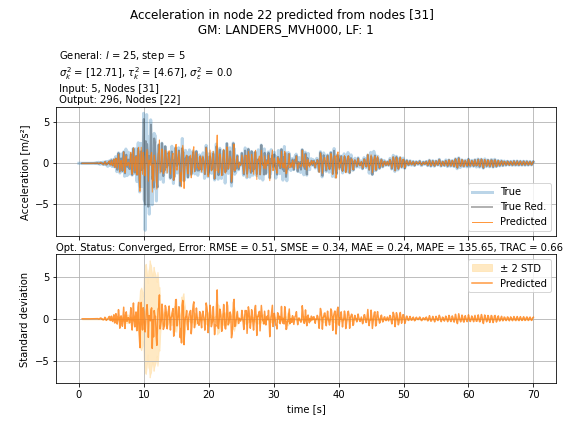 Acceleration in node 22 predicted from nodes [31]
GM: LANDERS_MVH000, LF: 1
General: l = 25, step = 5
σ²ₖ = [12.71], τ²ₖ = [4.67], σ²ε = 0.0
Input: 5, Nodes [31]
Output: 296, Nodes [22]
5
0
−5
Acceleration [m/s²]
True
True Red.
Predicted
Opt. Status: Converged, Error: RMSE = 0.51, SMSE = 0.34, MAE = 0.24, MAPE = 135.65, TRAC = 0.66
5
0
−5
Standard deviation
± 2 STD
Predicted
0 10 20 30 40 50 60 70
time [s]